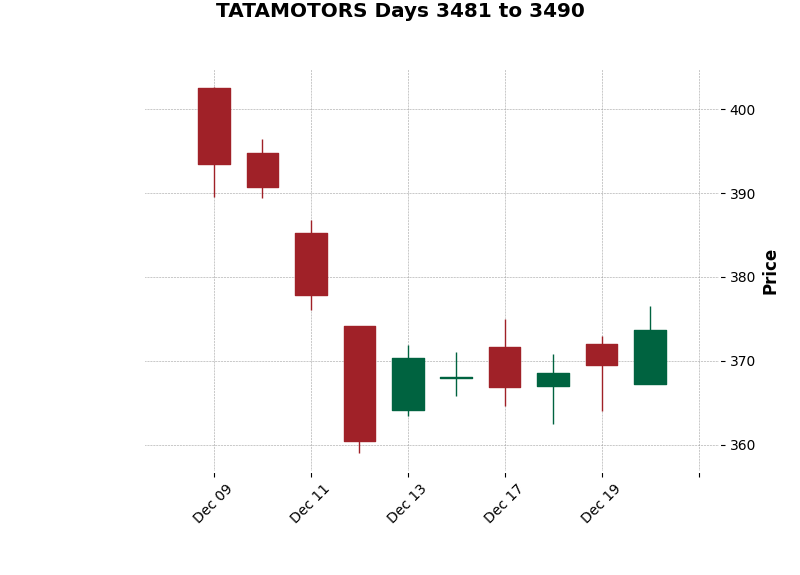 TATAMOTORS Days 3481 to 3490
400
390
380
370
360
Price
Dec 09
Dec 11
Dec 13
Dec 17
Dec 19